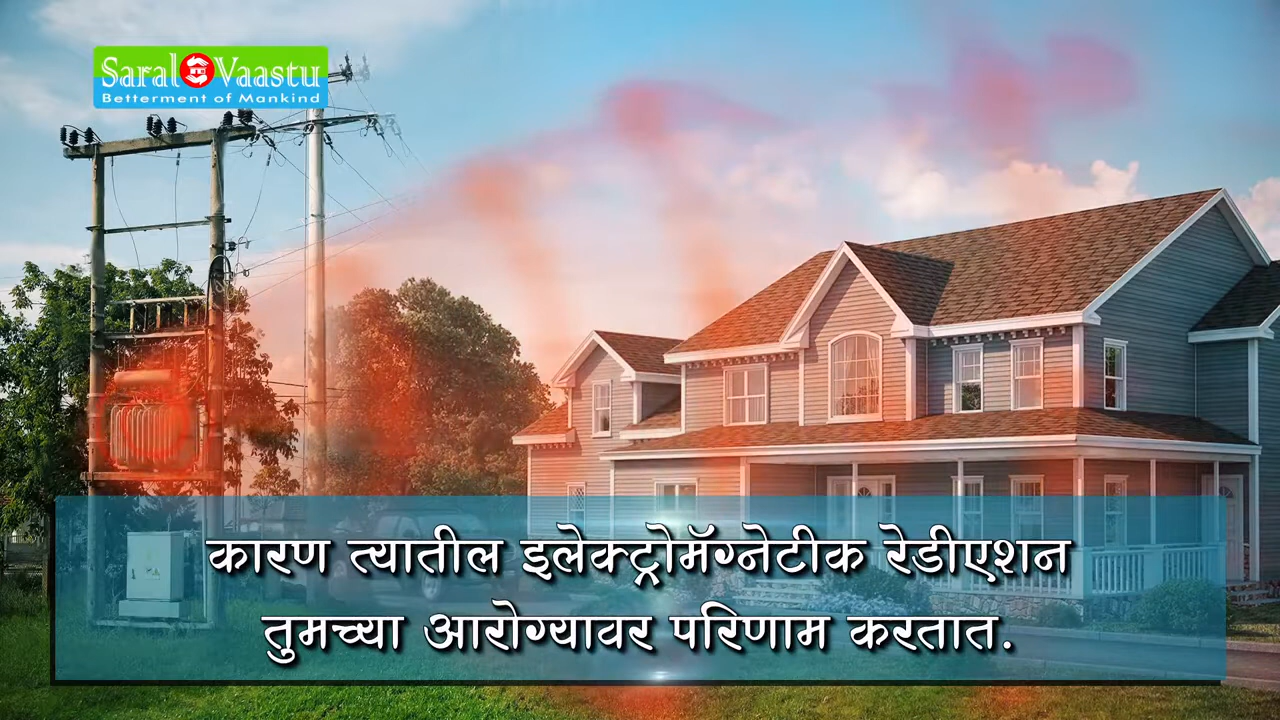 Saral Vaastu
Betterment of Mankind
कारण त्यातील इलेक्ट्रोमॅग्नेटीक रेडीएशन
तुमच्या आरोग्यावर परिणाम करतात.